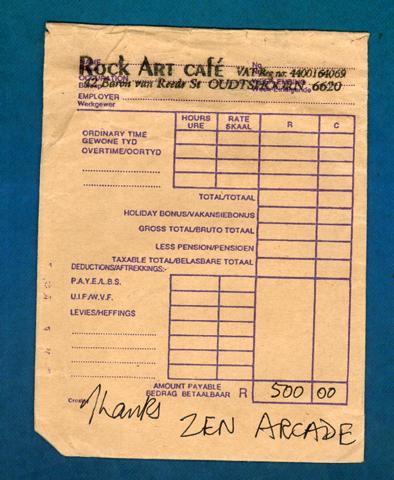 Rock Art café VAT Reg no: 4400164069
92 Baron van Reede St OUDTSHOORN 6620
EMPLOYER
Werkgewer
HOURS RATE R C
URE SKAAL
ORDINARY TIME
GEWONE TYD
OVERTIME/OORTYD
TOTAL/TOTAAL
HOLIDAY BONUS/VAKANSIEBONUS
GROSS TOTAL/BRUTO TOTAAL
LESS PENSION/PENSIOEN
TAXABLE TOTAL/BELASBARE TOTAAL
DEDUCTIONS/AFTREKKINGS:-
P.A.Y.E./L.B.S.
U.I.F./W.V.F.
LEVIES/HEFFINGS
AMOUNT PAYABLE
BEDRAG BETAALBAAR R 500 00
Thanks ZEN ARCADE